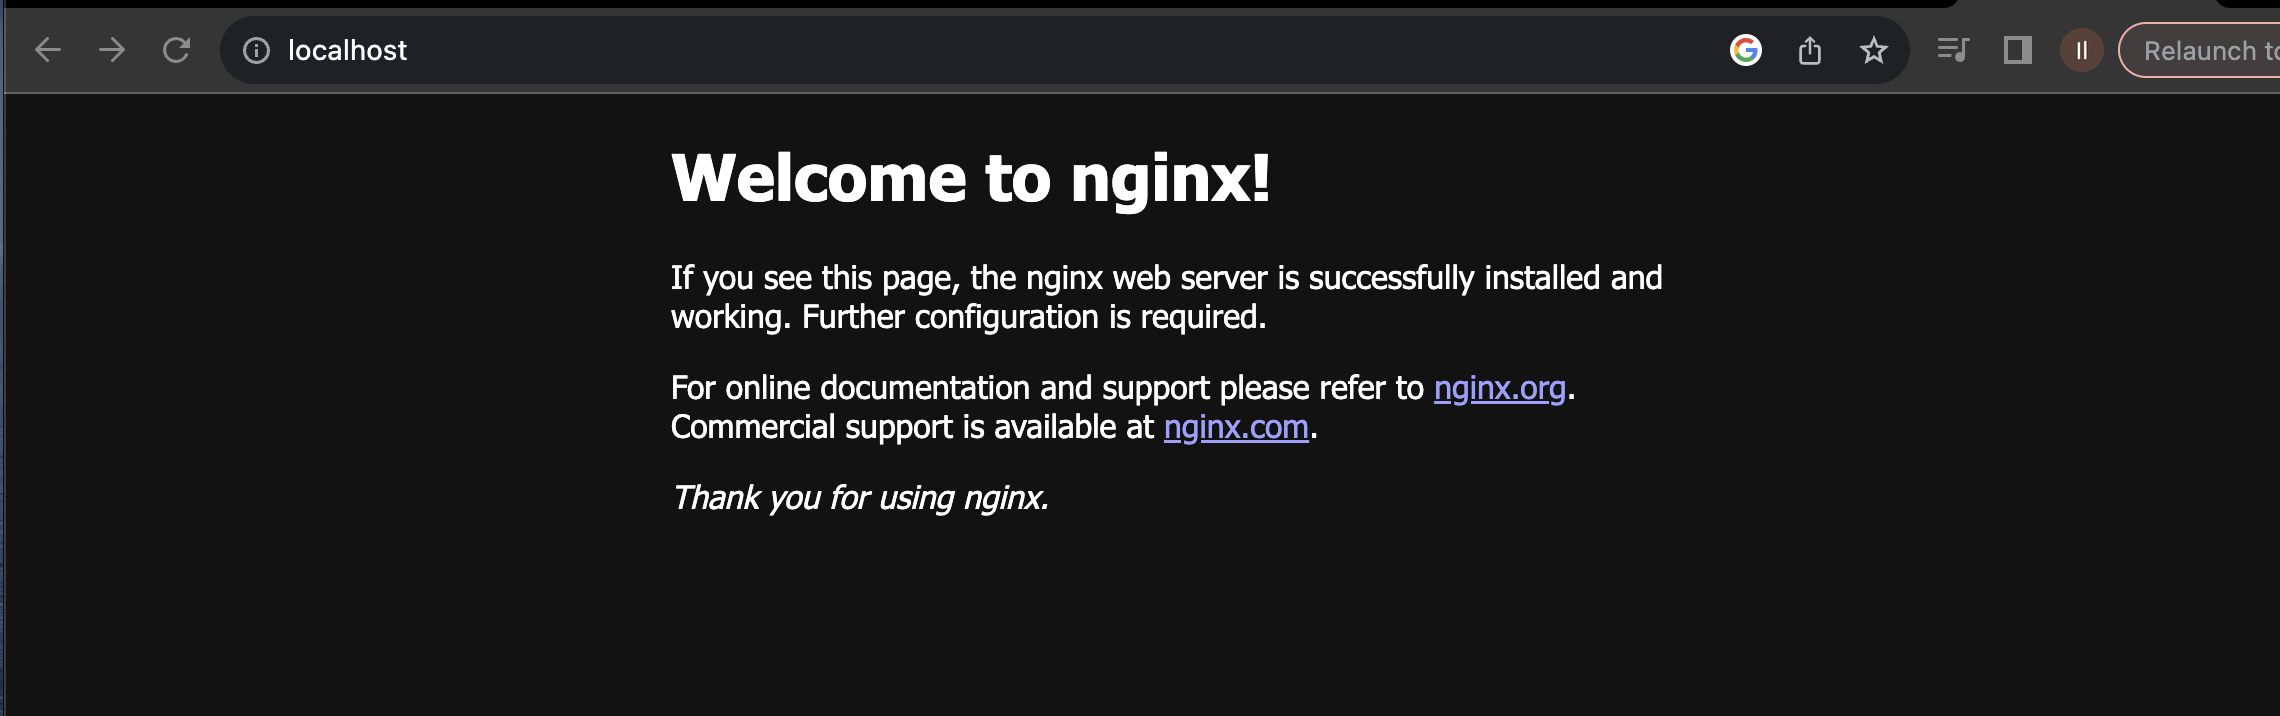 localhost
Relaunch
Welcome to nginx!
If you see this page, the nginx web server is successfully installed and
working. Further configuration is required.
For online documentation and support please refer to nginx.org.
Commercial support is available at nginx.com.
Thank you for using nginx.